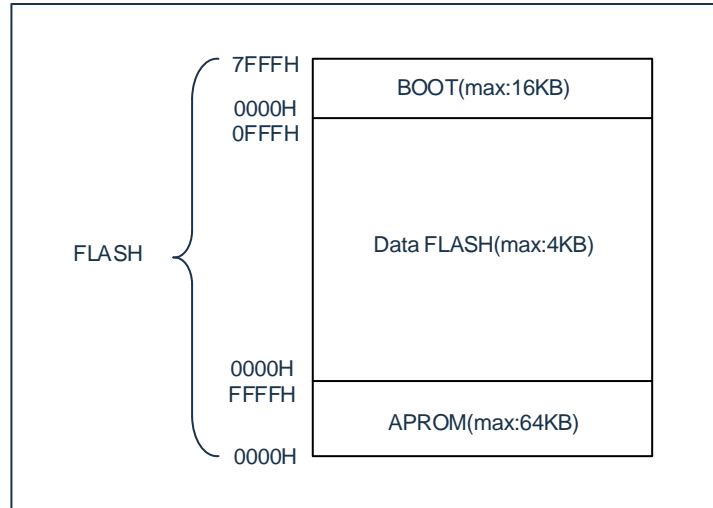 7FFFH
BOOT(max:16KB)
0000H
0FFFH
FLASH
Data FLASH(max:4KB)
0000H
FFFFH
APROM(max:64KB)
0000H